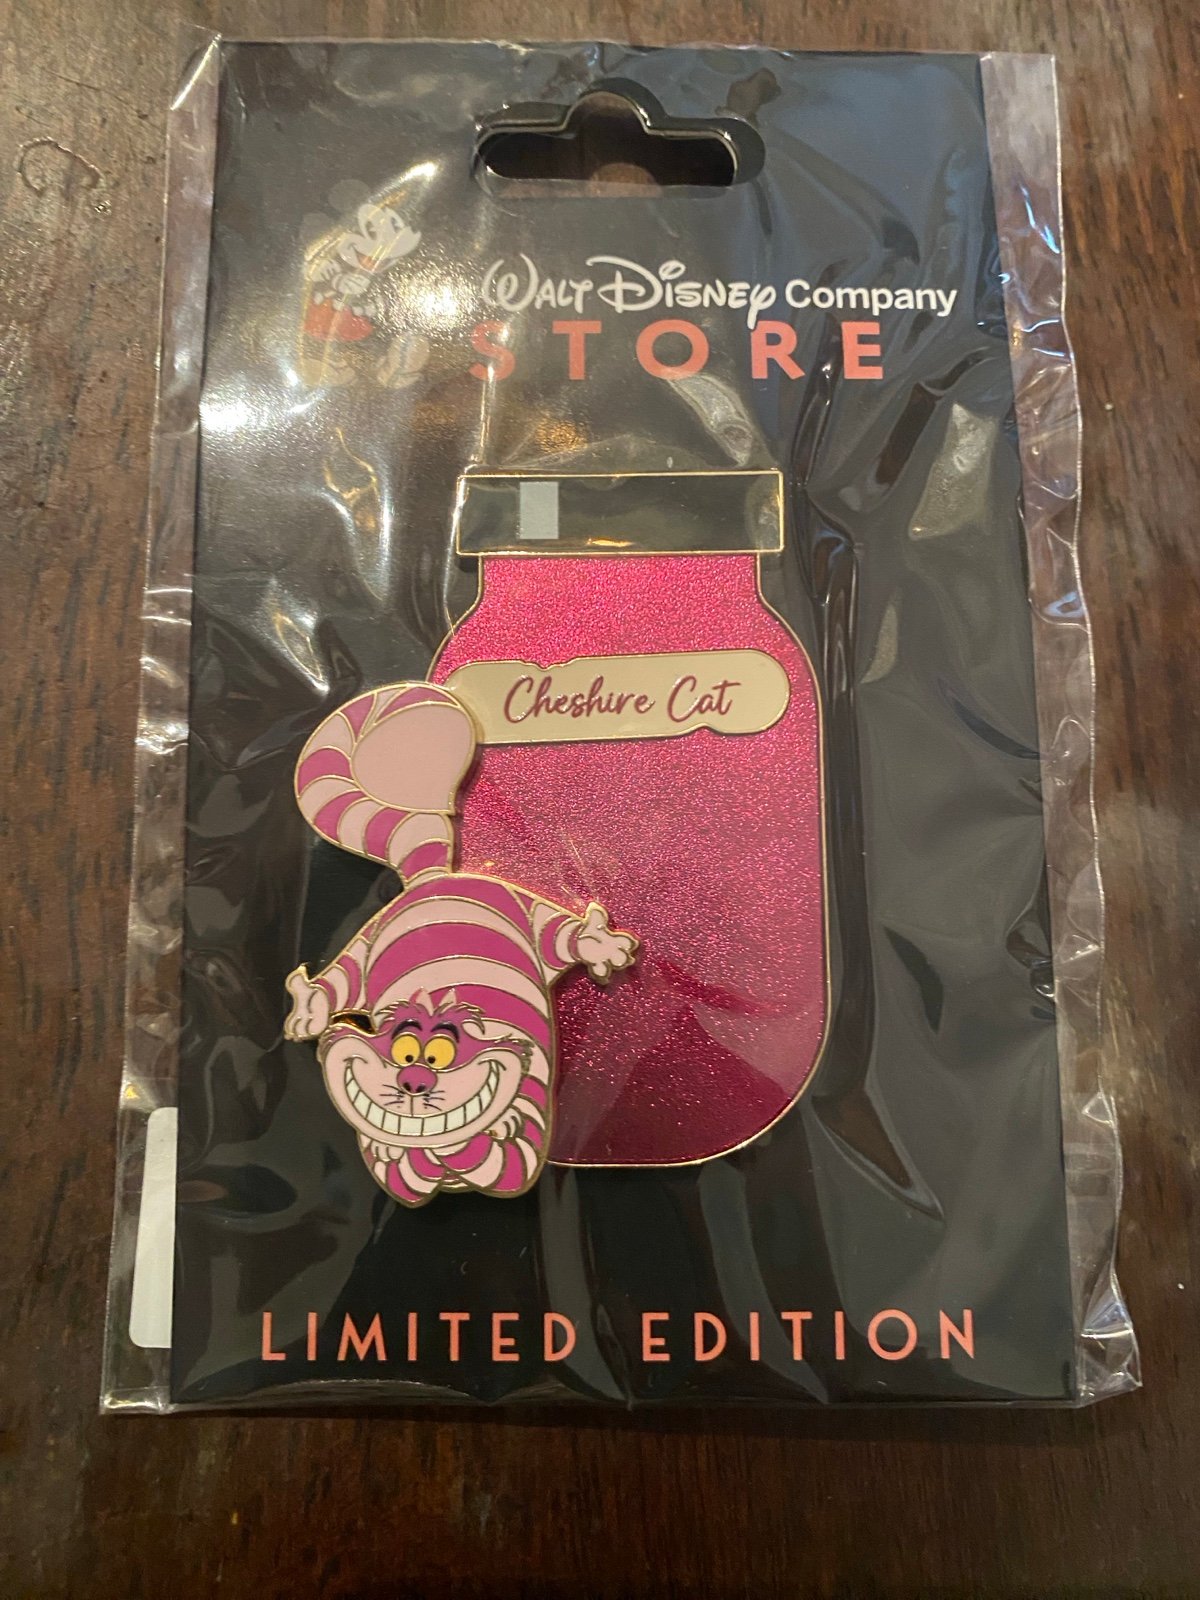 Walt Disney Company
STORE
Cheshire Cat
LIMITED EDITION